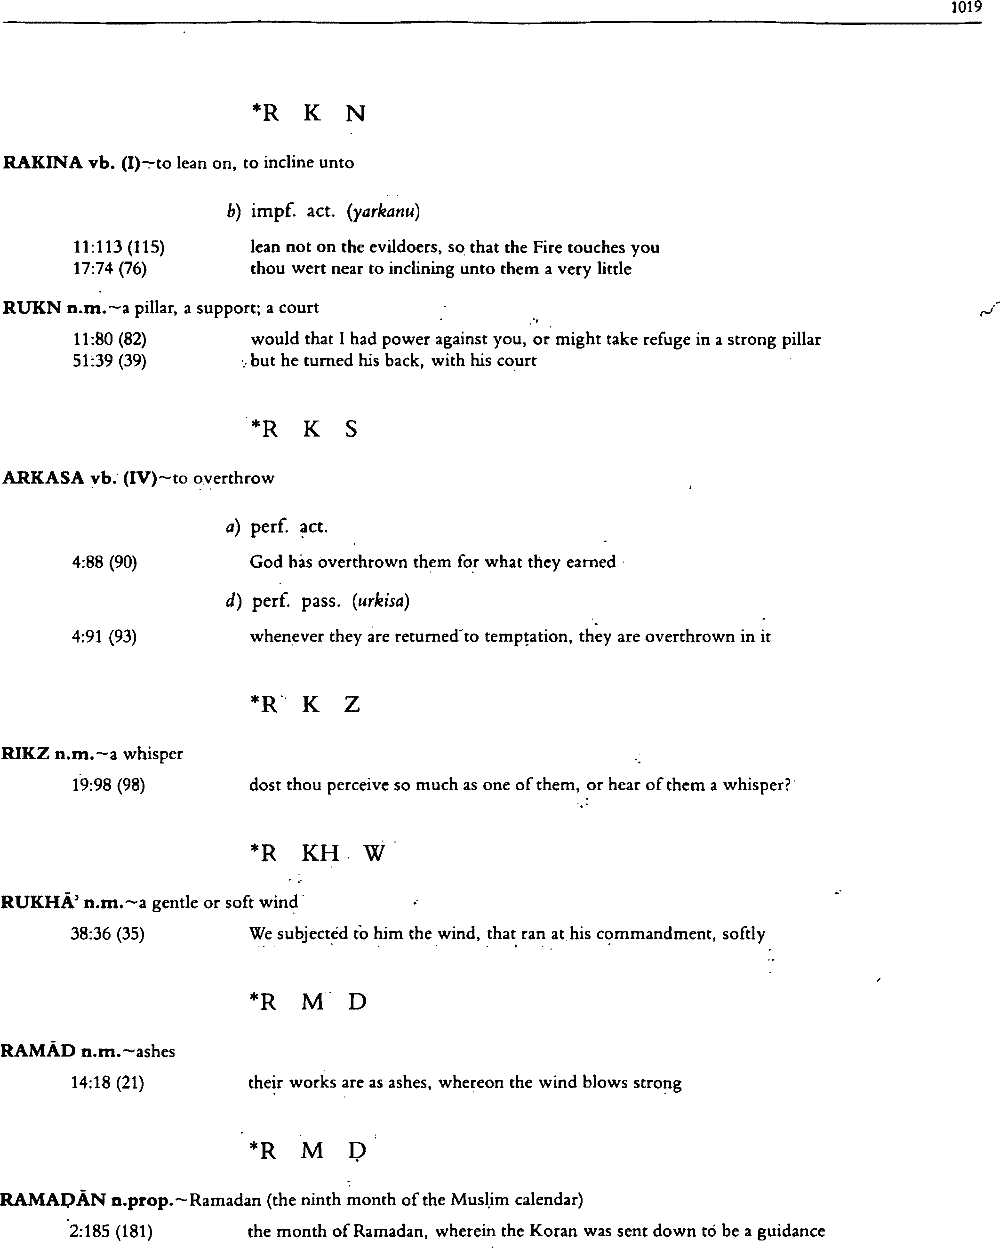 1019
*R K N
RAKINA vb. (I)~to lean on, to incline unto
b) impf. act. (yarkanu)
11:113 (115) lean not on the evildoers, so that the Fire touches you
17:74 (76) thou wert near to inclining unto them a very little
RUKN n.m.~a pillar, a support; a court
11:80 (82) would that I had power against you, or might take refuge in a strong pillar
51:39 (39) but he turned his back, with his court
*R K S
ARKASA vb. (IV)~to overthrow
a) perf. act.
4:88 (90) God has overthrown them for what they earned
d) perf. pass. (urkisa)
4:91 (93) whenever they are returned to temptation, they are overthrown in it
*R K Z
RIKZ n.m.~a whisper
19:98 (98) dost thou perceive so much as one of them, or hear of them a whisper?
*R KH W
RUKHĀ' n.m.~a gentle or soft wind
38:36 (35) We subjected to him the wind, that ran at his commandment, softly
*R M D
RAMĀD n.m.~ashes
14:18 (21) their works are as ashes, whereon the wind blows strong
*R M Ḍ
RAMAḌĀN n.prop.~Ramadan (the ninth month of the Muslim calendar)
2:185 (181) the month of Ramadan, wherein the Koran was sent down to be a guidance